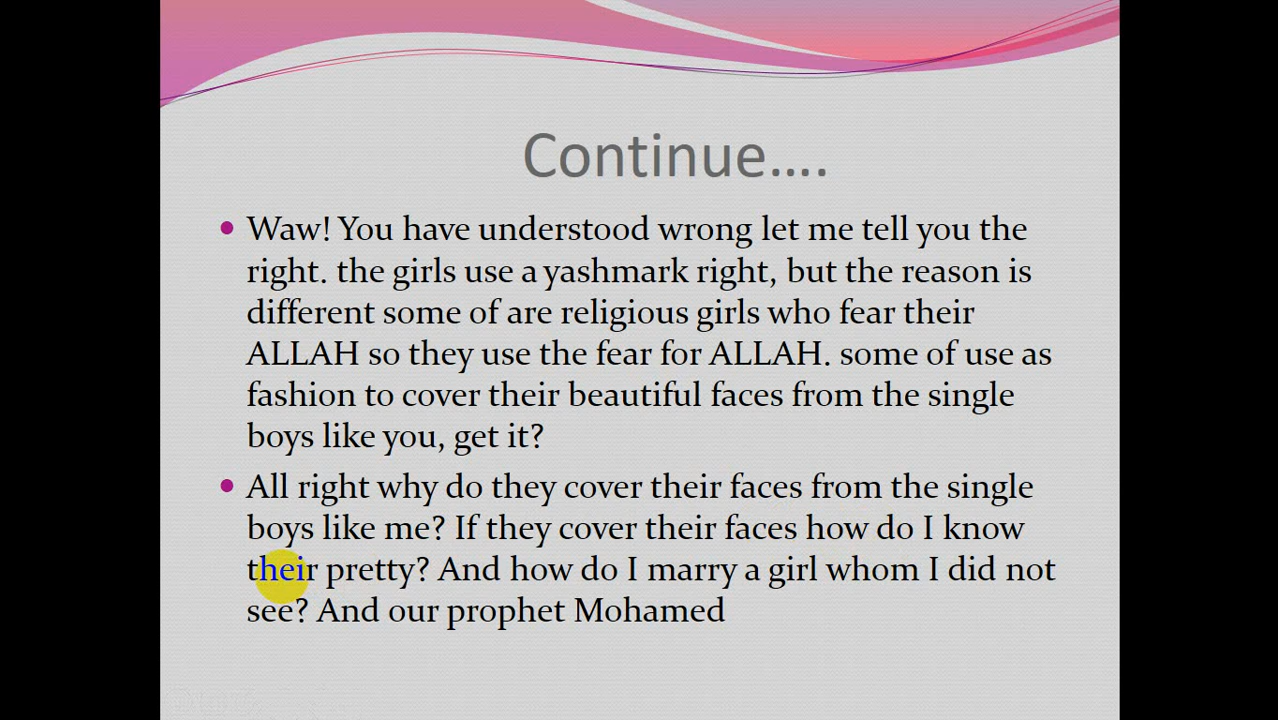 Continue....
Waw! You have understood wrong let me tell you the
right. the girls use a yashmark right, but the reason is
different some of are religious girls who fear their
ALLAH so they use the fear for ALLAH. some of use as
fashion to cover their beautiful faces from the single
boys like you, get it?
All right why do they cover their faces from the single
boys like me? If they cover their faces how do I know
their pretty? And how do I marry a girl whom I did not
see? And our prophet Mohamed